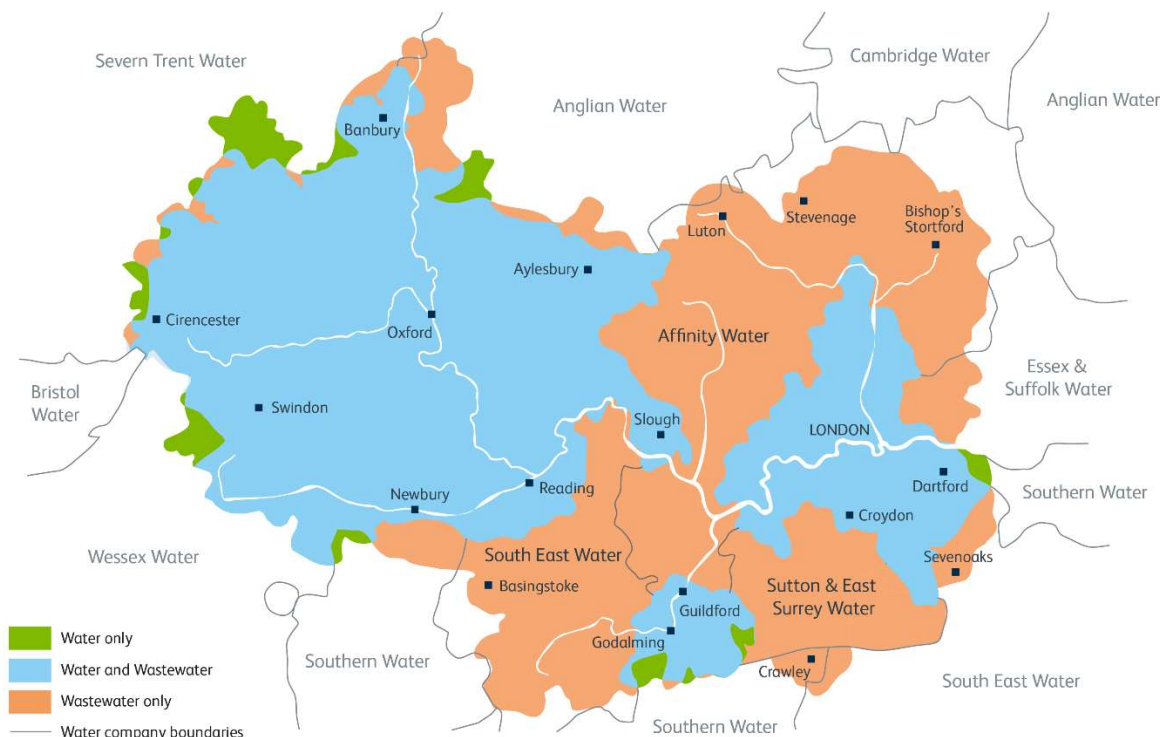 Severn Trent Water
Cambridge Water
Anglian Water
Anglian Water
Banbury
Stevenage
Bishop's
Stortford
Luton
Aylesbury
Cirencester
Oxford
Affinity Water
Essex &
Suffolk Water
Bristol
Water
Swindon
Slough
LONDON
Reading
Dartford
Newbury
Croydon
Southern Water
Wessex Water
South East Water
Sevenoaks
Basingstoke
Sutton & East
Surrey Water
Guildford
Godalming
Southern Water
Crawley
South East Water
Southern Water
Water only
Water and Wastewater
Wastewater only
Water company boundaries